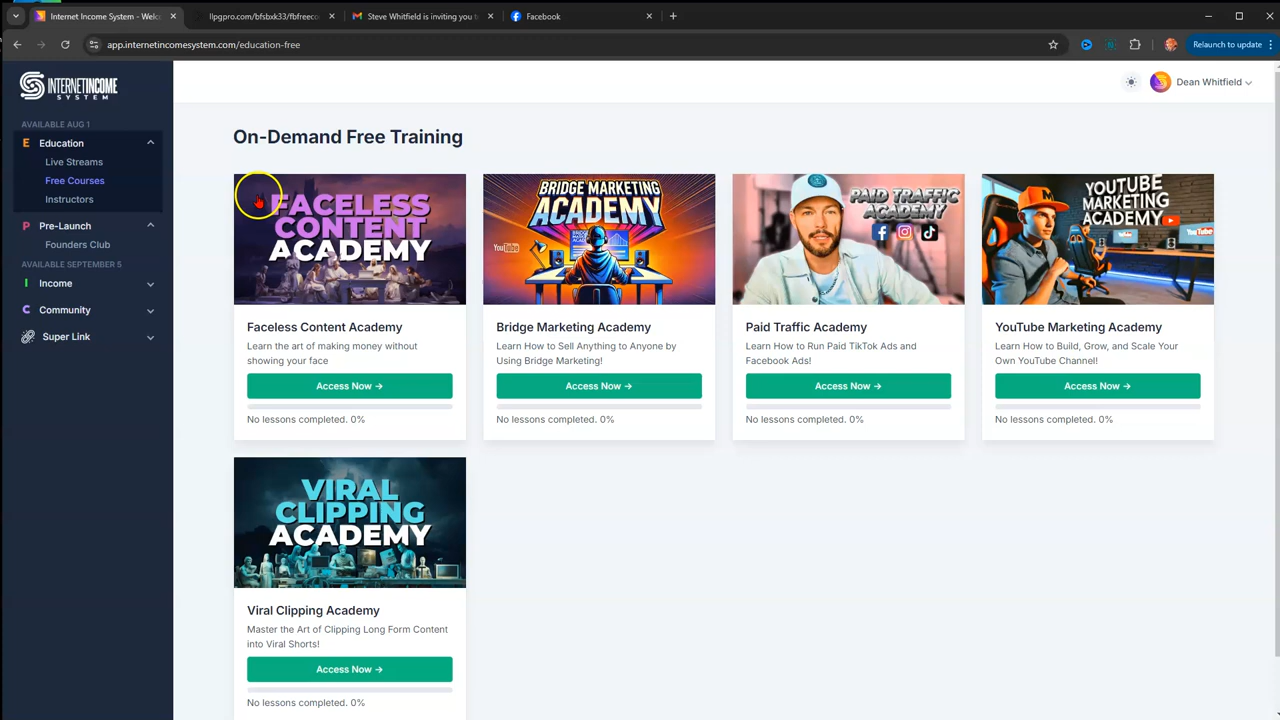 Internet Income System - Welc
llpgpro.com/bfsbxk33/fbfreeco
Steve Whitfield is inviting you t
Facebook
app.internetincomesystem.com/education-free
Relaunch to update
INTERNETINCOME
SYSTEM
Dean Whitfield
AVAILABLE AUG 1
E Education
Live Streams
Free Courses
Instructors
P Pre-Launch
Founders Club
AVAILABLE SEPTEMBER 5
I Income
C Community
Super Link
On-Demand Free Training
FACELESS
CONTENT
ACADEMY
Faceless Content Academy
Learn the art of making money without
showing your face
Access Now →
No lessons completed. 0%
BRIDGE MARKETING
ACADEMY
YouTube
Bridge Marketing Academy
Learn How to Sell Anything to Anyone by
Using Bridge Marketing!
Access Now →
No lessons completed. 0%
PAID TRAFFIC
ACADEMY
Paid Traffic Academy
Learn How to Run Paid TikTok Ads and
Facebook Ads!
Access Now →
No lessons completed. 0%
YOUTUBE
MARKETING
ACADEMY
YouTube
YouTube Marketing Academy
Learn How to Build, Grow, and Scale Your
Own YouTube Channel!
Access Now →
No lessons completed. 0%
VIRAL
CLIPPING
ACADEMY
Viral Clipping Academy
Master the Art of Clipping Long Form Content
into Viral Shorts!
Access Now →
No lessons completed. 0%